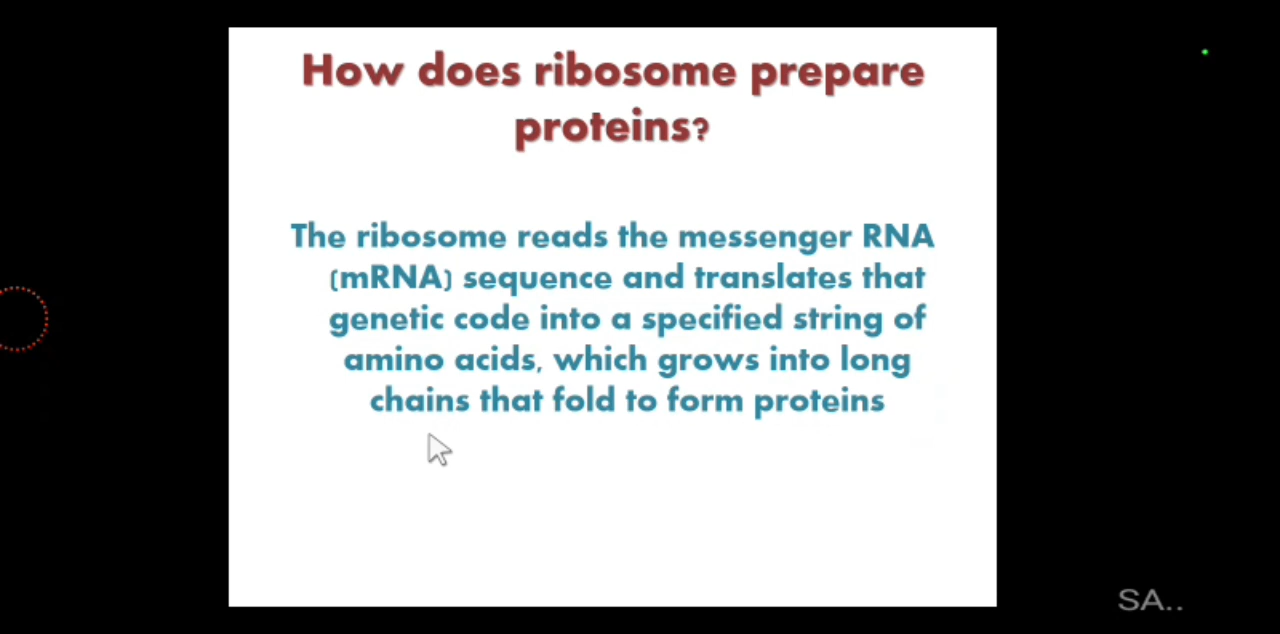 How does ribosome prepare
proteins?
The ribosome reads the messenger RNA
(mRNA) sequence and translates that
genetic code into a specified string of
amino acids, which grows into long
chains that fold to form proteins
SA..